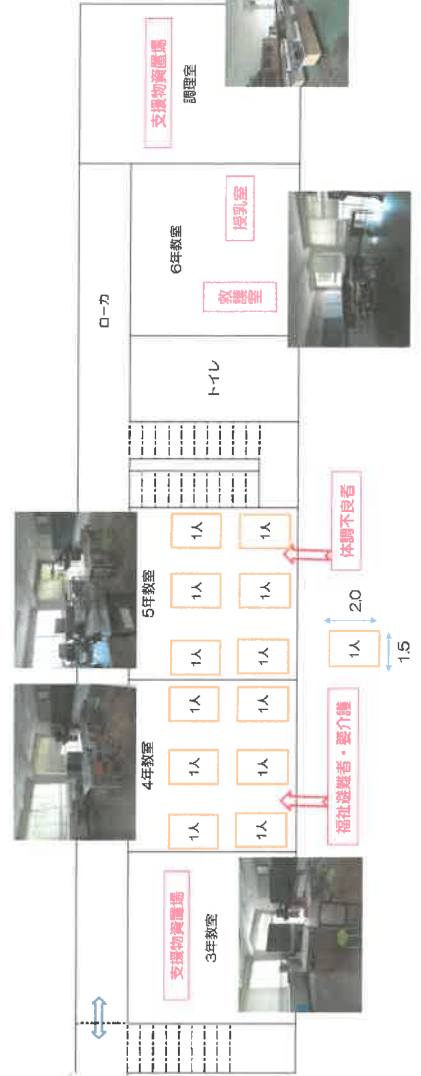 支援物資置場
3年教室
4年教室
1人
1人
1人
1人
1人
1人
福祉避難者・要介護
5年教室
1人
1人
1人
1人
1人
1人
体調不良者
1人
2.0
1.5
トイレ
ローカ
6年教室
救護室
授乳室
支援物資置場
調理室